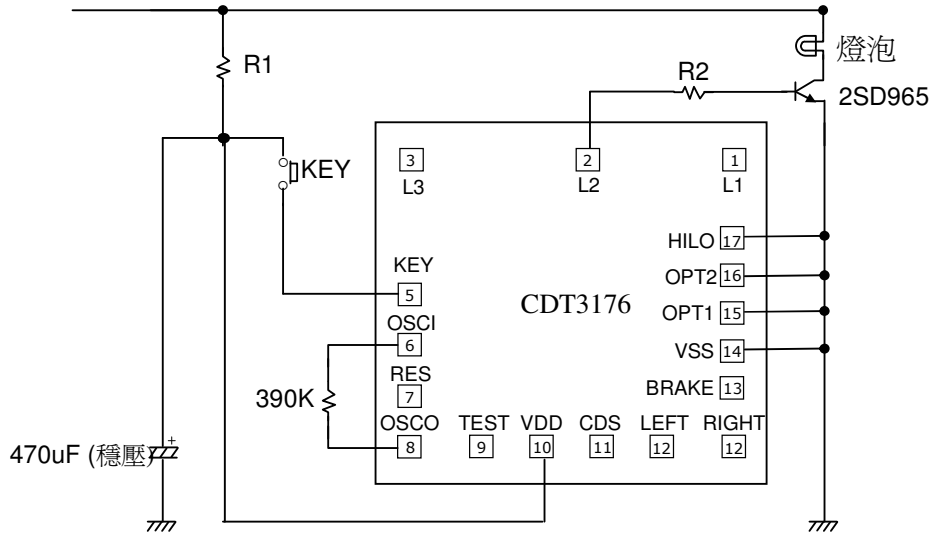 R1
燈泡
R2
2SD965
KEY
3
L3
2
L2
1
L1
HILO 17
KEY
5
OPT2 16
CDT3176
OPT1 15
OSCI
6
VSS 14
390K
RES
7
BRAKE 13
OSCO
8
TEST
9
VDD
10
CDS
11
LEFT
12
RIGHT
12
470uF (穩壓)
+